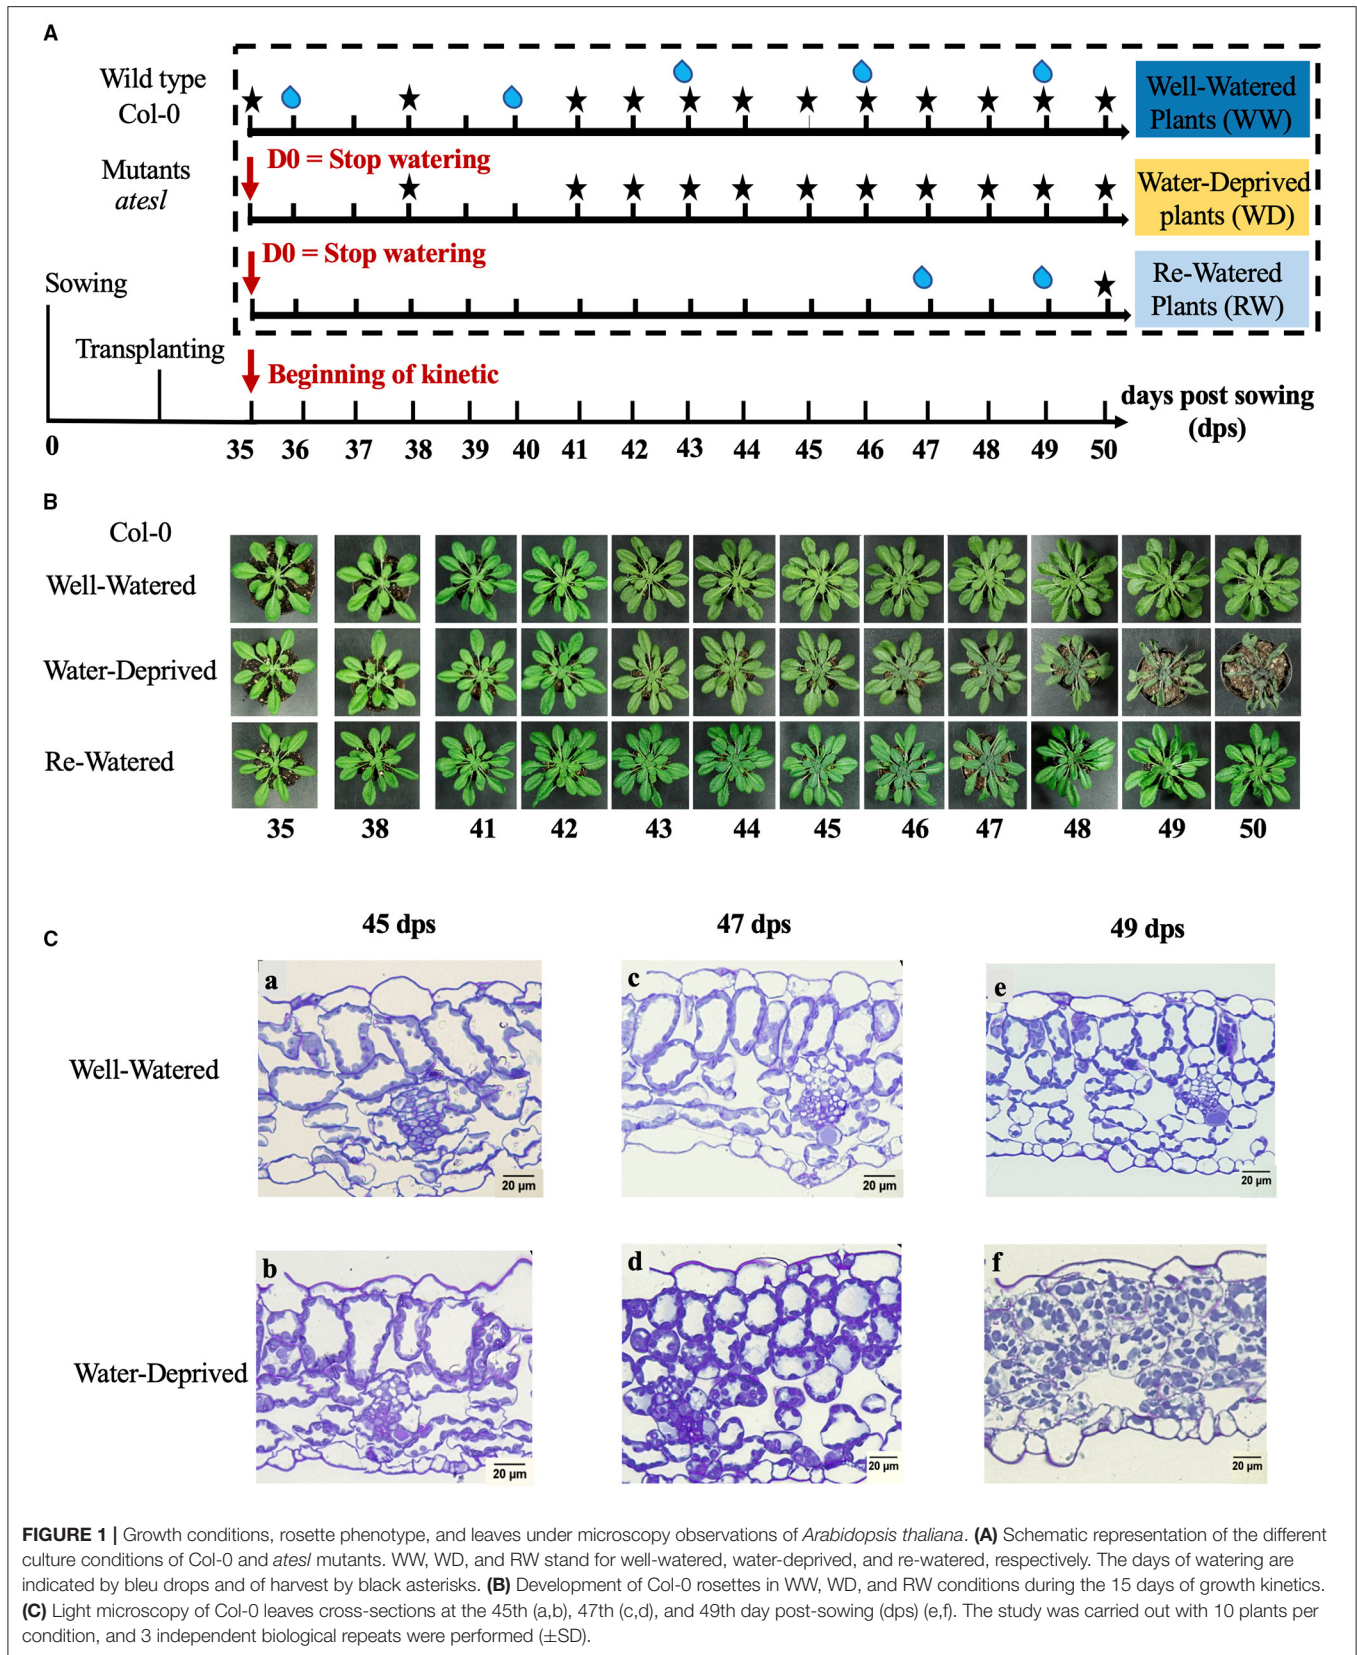 A
Wild type
Col-0
Well-Watered
Plants (WW)
D0 = Stop watering
Mutants
atesl
Water-Deprived
plants (WD)
D0 = Stop watering
Re-Watered
Plants (RW)
Sowing
Transplanting
Beginning of kinetic
days post sowing
(dps)
0 35 36 37 38 39 40 41 42 43 44 45 46 47 48 49 50
B
Col-0
Well-Watered
Water-Deprived
Re-Watered
35 38 41 42 43 44 45 46 47 48 49 50
C
45 dps 47 dps 49 dps
a c e
Well-Watered
20 µm 20 µm 20 µm
b d f
Water-Deprived
20 µm 20 µm 20 µm
FIGURE 1 | Growth conditions, rosette phenotype, and leaves under microscopy observations of Arabidopsis thaliana. (A) Schematic representation of the different
culture conditions of Col-0 and atesl mutants. WW, WD, and RW stand for well-watered, water-deprived, and re-watered, respectively. The days of watering are
indicated by bleu drops and of harvest by black asterisks. (B) Development of Col-0 rosettes in WW, WD, and RW conditions during the 15 days of growth kinetics.
(C) Light microscopy of Col-0 leaves cross-sections at the 45th (a,b), 47th (c,d), and 49th day post-sowing (dps) (e,f). The study was carried out with 10 plants per
condition, and 3 independent biological repeats were performed (±SD).